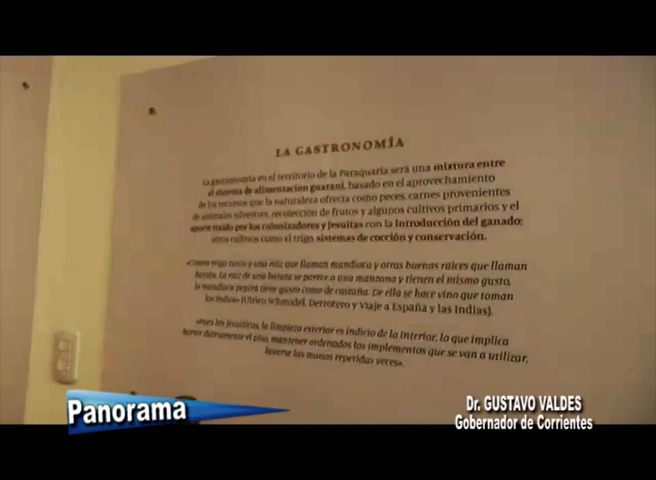 LA GASTRONOMÍA
La gastronomía en el territorio de la Paraquaria será una mixtura entre
el sistema de alimentación guaraní, basado en el aprovechamiento
de los recursos que la naturaleza ofrecía como peces, carnes provenientes
de animales silvestres, recolección de frutos y algunos cultivos primarios y el
aporte traído por los colonizadores y jesuitas con la introducción del ganado;
otros cultivos como el trigo, sistemas de cocción y conservación.
trigo turco y una raíz que llaman mandioca y otras buenas raíces que llaman
batata. La raíz de una batata se parece a una manzana y tienen el mismo gusto,
la mandioca pepirá tiene gusto como de castaña. De ella se hace vino que toman
los indios» (Ulrico Schmidel, Derrotero y Viaje a España y las Indias).
«Para los jesuiticos, la limpieza exterior es indicio de la interior, lo que implica
barrer diariamente el piso, mantener ordenados los implementos que se van a utilizar,
lavarse las manos repetidas veces».
Panorama
Dr. GUSTAVO VALDES
Gobernador de Corrientes